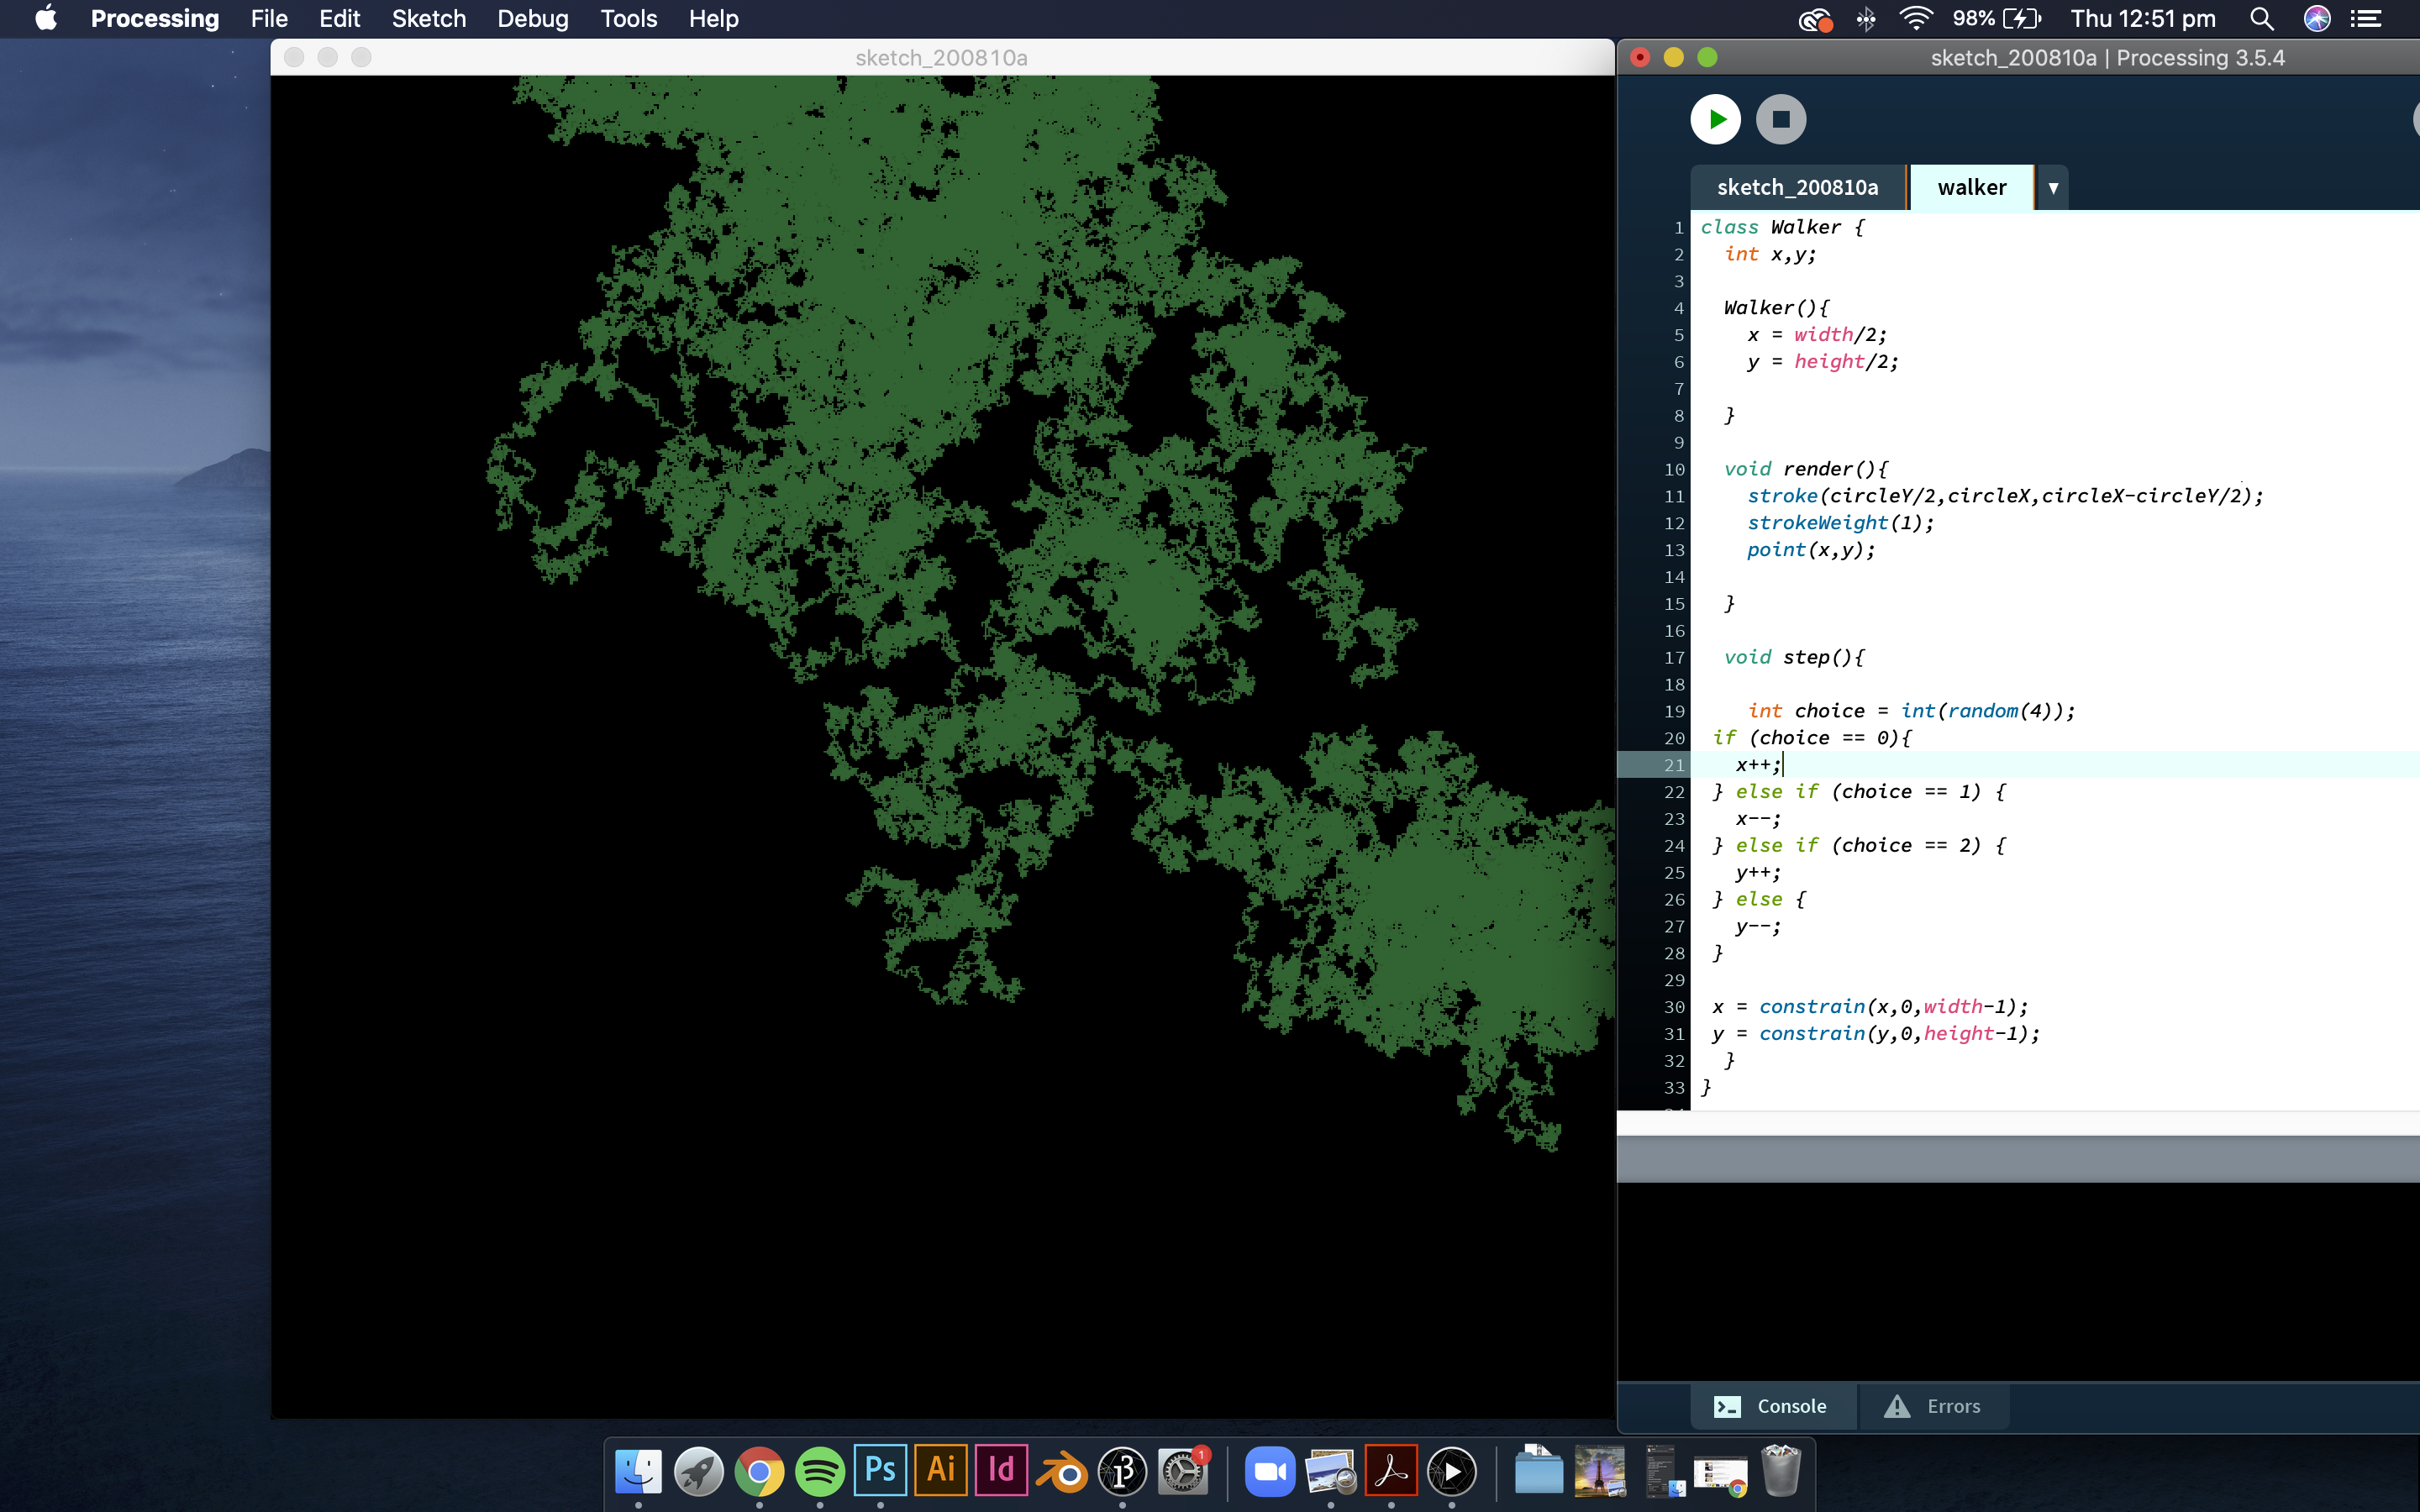 Processing File Edit Sketch Debug Tools Help 98% Thu 12:51 pm
sketch_200810a
sketch_200810a | Processing 3.5.4
sketch_200810a walker ▼
1 class Walker {
2 int x,y;
3
4 Walker(){
5 x = width/2;
6 y = height/2;
7
8 }
9
10 void render(){
11 stroke(circleY/2,circleX,circleX-circleY/2);
12 strokeWeight(1);
13 point(x,y);
14
15 }
16
17 void step(){
18
19 int choice = int(random(4));
20 if (choice == 0){
21 x++;
22 } else if (choice == 1) {
23 x--;
24 } else if (choice == 2) {
25 y++;
26 } else {
27 y--;
28 }
29
30 x = constrain(x,0,width-1);
31 y = constrain(y,0,height-1);
32 }
33 }
>_ Console Errors
Ps Ai Id p3 1